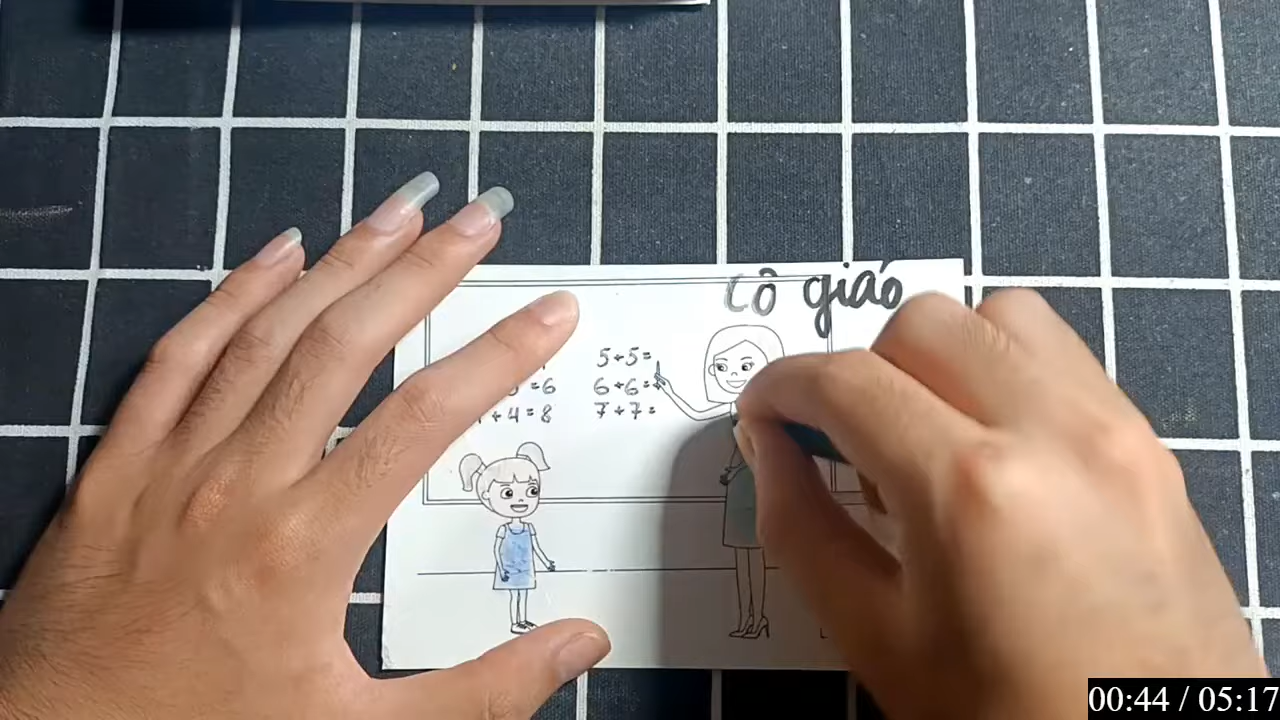 cô giáo
5+5=
=6
6+6=
+4=8
7+7=
00:44 / 05:17